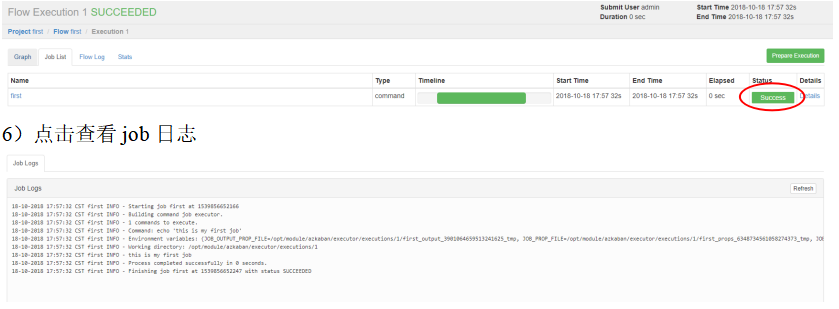 Flow Execution 1 SUCCEEDED
Submit User admin
Duration 0 sec
Start Time 2018-10-18 17:57 32s
End Time 2018-10-18 17:57 32s
Project first / Flow first / Execution 1
Graph Job List Flow Log Stats
Prepare Execution
Name Type Timeline Start Time End Time Elapsed Status Details
first command 2018-10-18 17:57 32s 2018-10-18 17:57 32s 0 sec Success Details
6）点击查看 job 日志
Job Logs
Job Logs Refresh
18-10-2018 17:57:32 CST first INFO - Starting job first at 1539856652166
18-10-2018 17:57:32 CST first INFO - Building command job executor.
18-10-2018 17:57:32 CST first INFO - 1 commands to execute.
18-10-2018 17:57:32 CST first INFO - Command: echo 'this is my first job'
18-10-2018 17:57:32 CST first INFO - Environment variables: {JOB_OUTPUT_PROP_FILE=/opt/module/azkaban/executor/executions/1/first_output_3901064659513241625_tmp, JOB_PROP_FILE=/opt/module/azkaban/executor/executions/1/first_props_6348734561058274373_tmp, JOB
18-10-2018 17:57:32 CST first INFO - Working directory: /opt/module/azkaban/executor/executions/1
18-10-2018 17:57:32 CST first INFO - this is my first job
18-10-2018 17:57:32 CST first INFO - Process completed successfully in 0 seconds.
18-10-2018 17:57:32 CST first INFO - Finishing job first at 1539856652247 with status SUCCEEDED